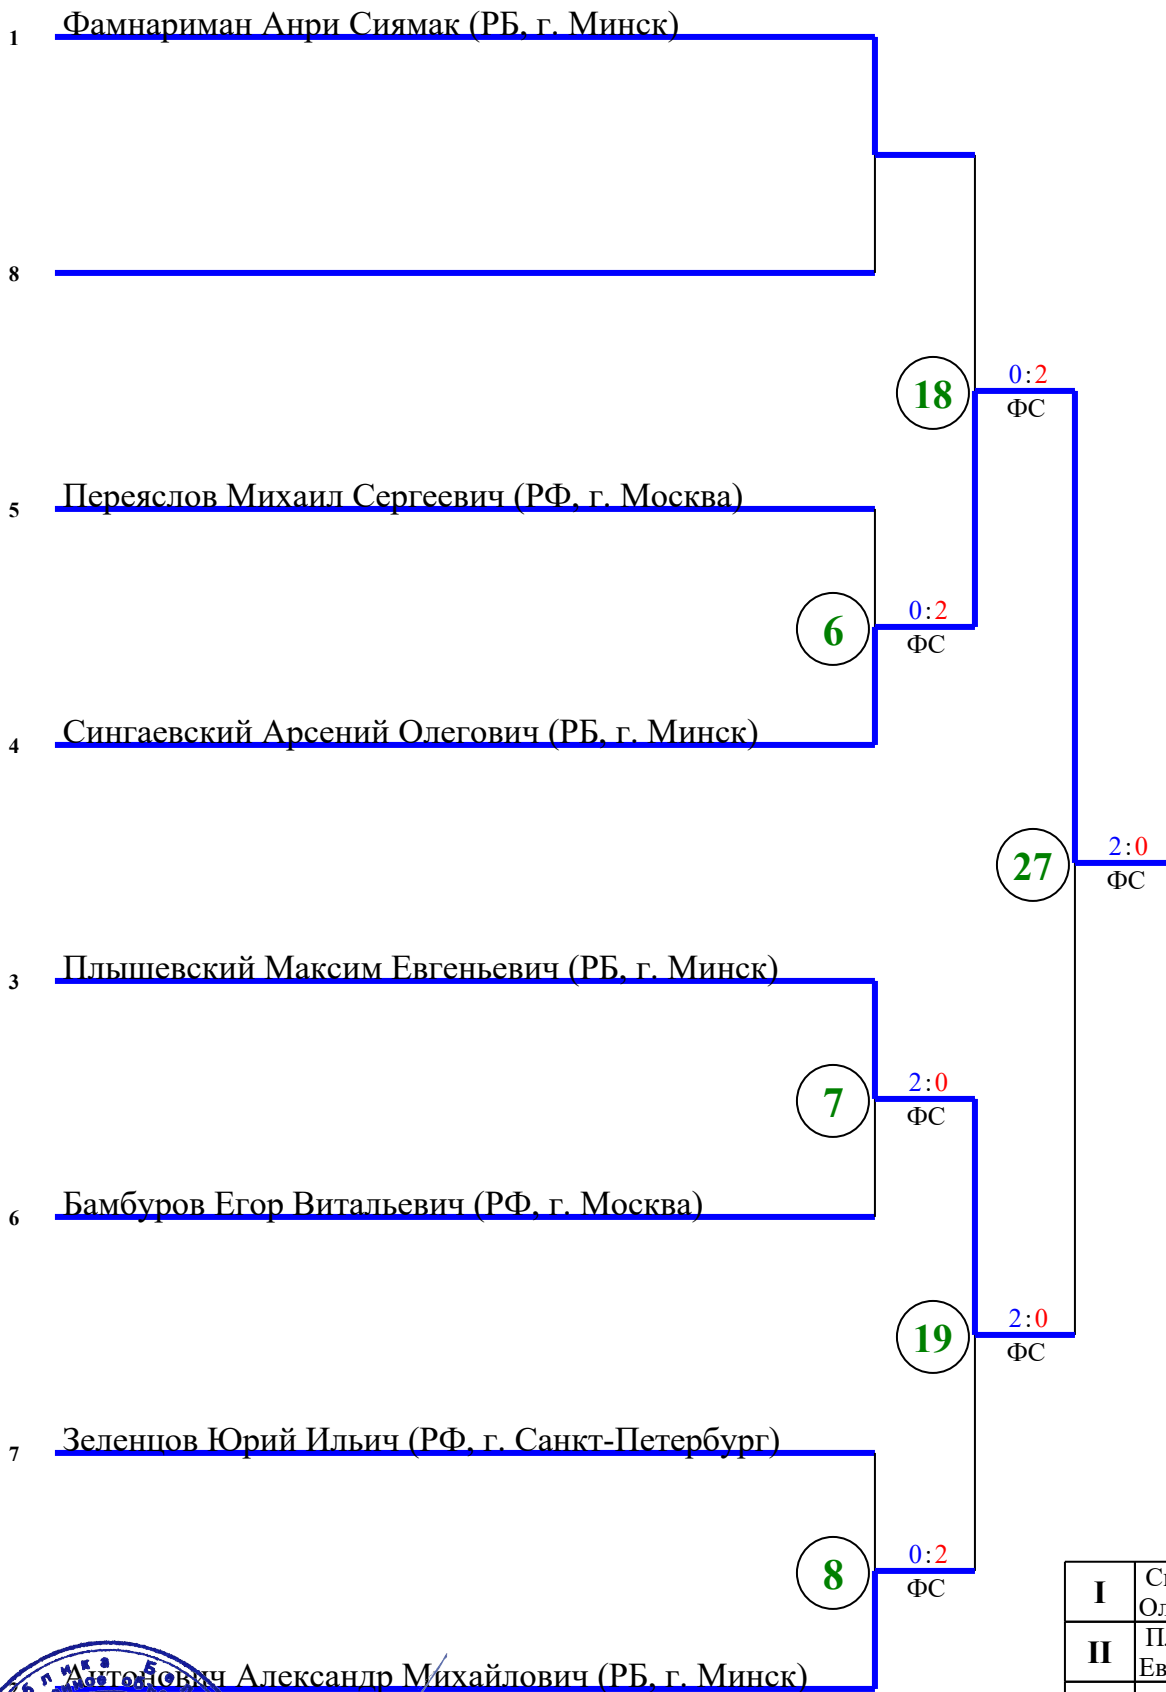 1 Фамнариман Анри Сиямак (РБ, г. Минск)
8
18 0:2
ФС
5 Переяслов Михаил Сергеевич (РФ, г. Москва)
6 0:2
ФС
4 Сингаевский Арсений Олегович (РБ, г. Минск)
27 2:0
ФС
3 Плышевский Максим Евгеньевич (РБ, г. Минск)
7 2:0
ФС
6 Бамбуров Егор Витальевич (РФ, г. Москва)
19 2:0
ФС
7 Зеленцов Юрий Ильич (РФ, г. Санкт-Петербург)
8 0:2
ФС
I
II
Антонович Александр Михайлович (РБ, г. Минск)